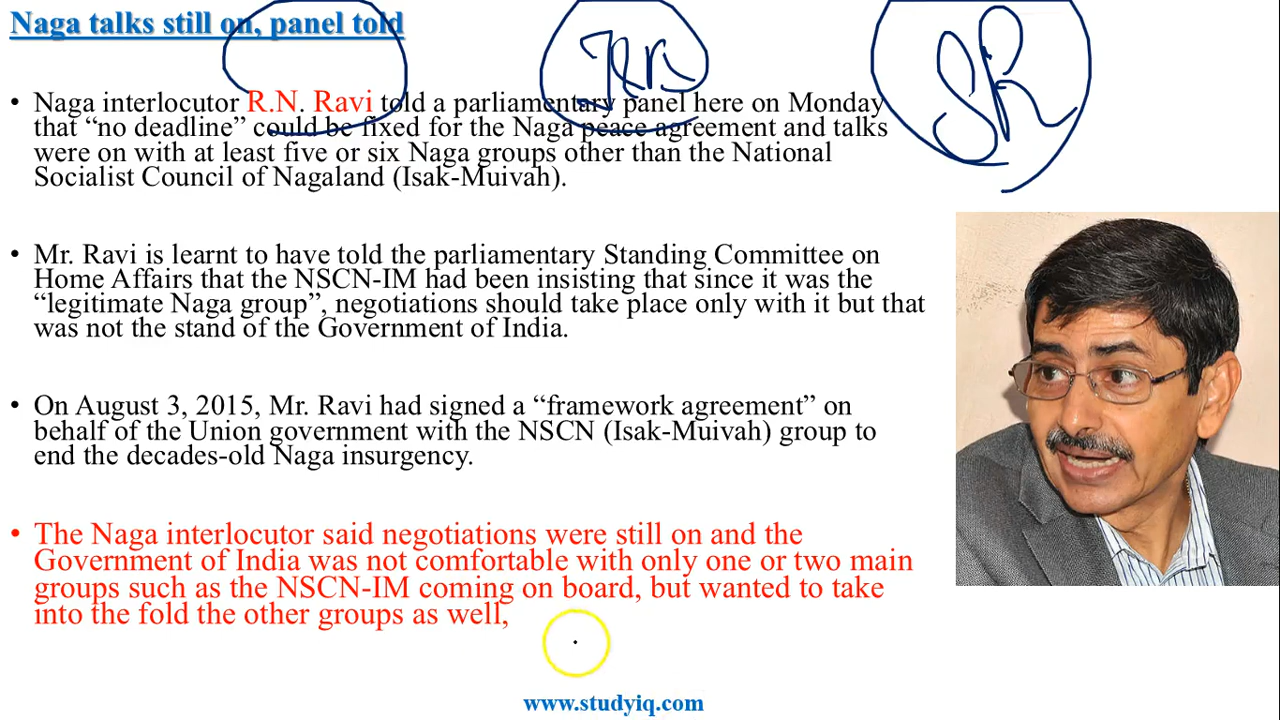 Naga talks still on, panel told
• Naga interlocutor R.N. Ravi told a parliamentary panel here on Monday
that “no deadline” could be fixed for the Naga peace agreement and talks
were on with at least five or six Naga groups other than the National
Socialist Council of Nagaland (Isak-Muivah).
• Mr. Ravi is learnt to have told the parliamentary Standing Committee on
Home Affairs that the NSCN-IM had been insisting that since it was the
“legitimate Naga group”, negotiations should take place only with it but that
was not the stand of the Government of India.
• On August 3, 2015, Mr. Ravi had signed a “framework agreement” on
behalf of the Union government with the NSCN (Isak-Muivah) group to
end the decades-old Naga insurgency.
• The Naga interlocutor said negotiations were still on and the
Government of India was not comfortable with only one or two main
groups such as the NSCN-IM coming on board, but wanted to take
into the fold the other groups as well,
www.studyiq.com